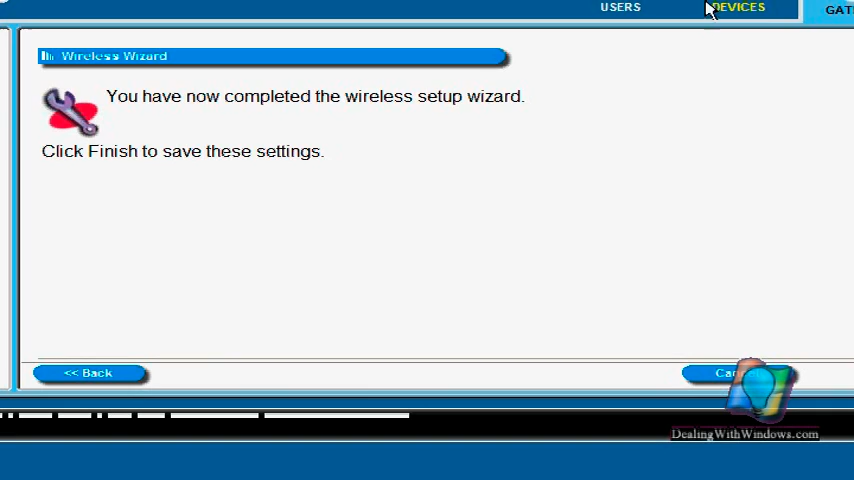 USERS
DEVICES
GAT
Wireless Wizard
You have now completed the wireless setup wizard.
Click Finish to save these settings.
<< Back
DealingWithWindows.com